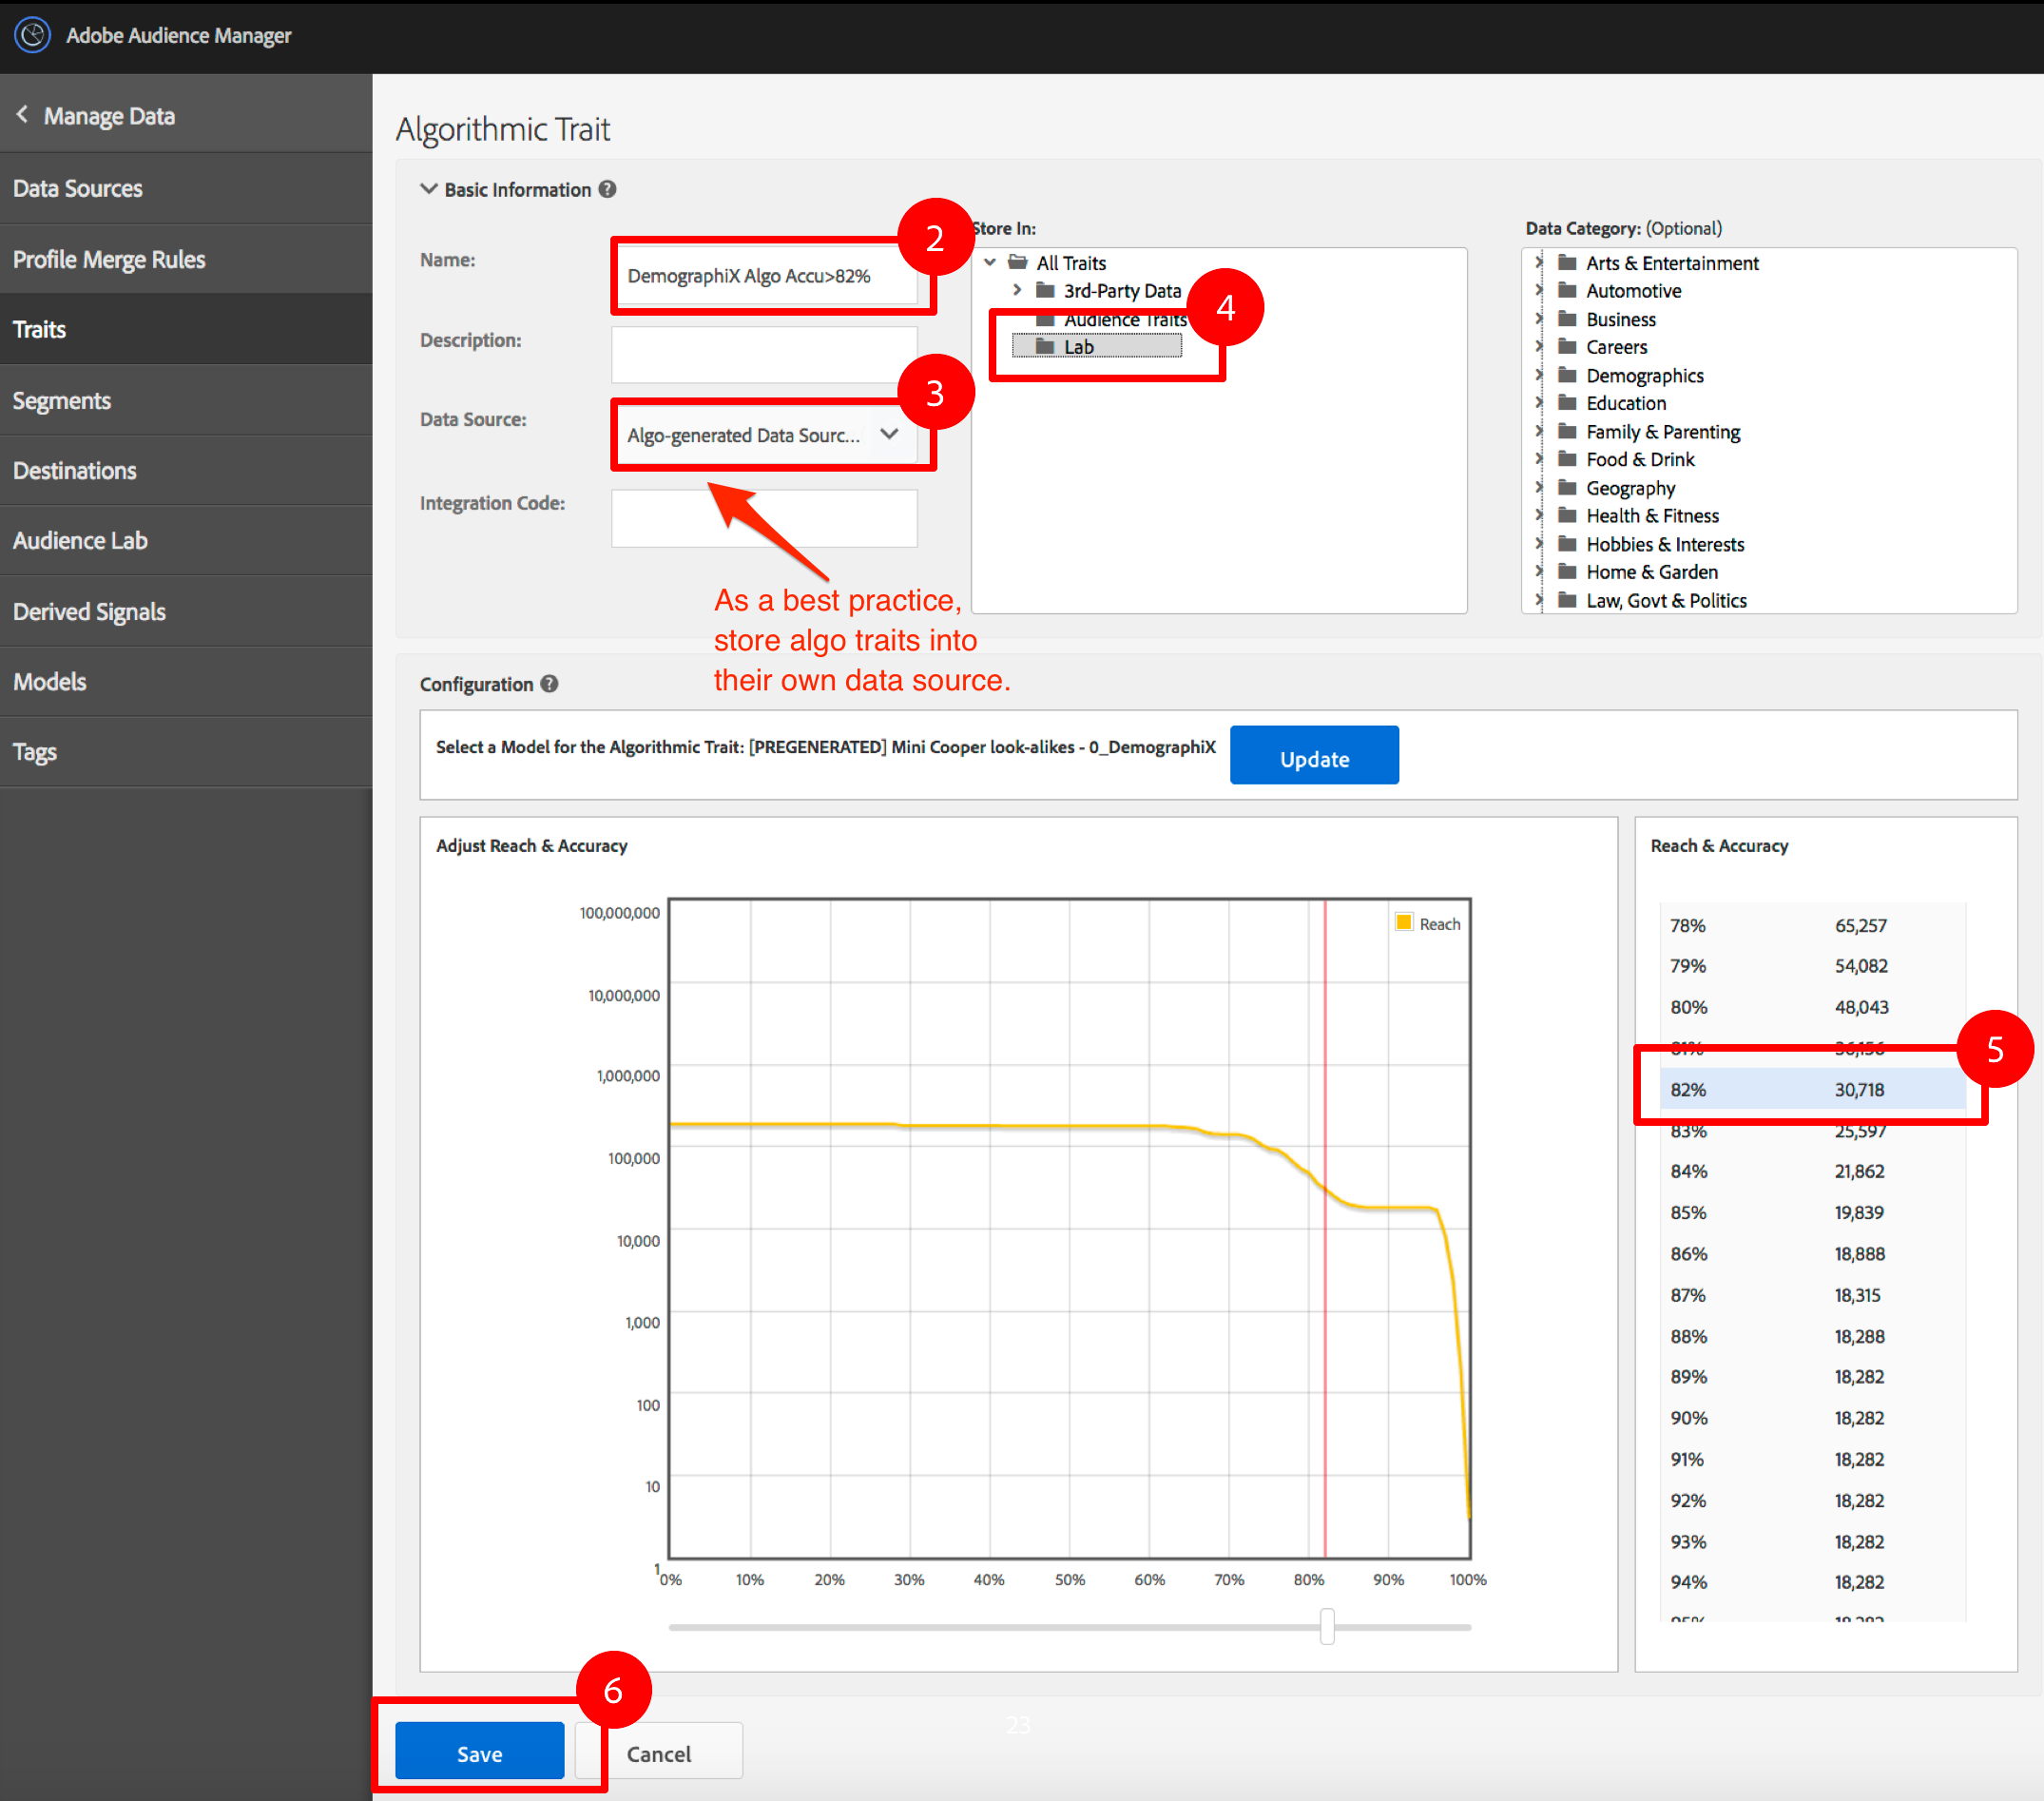 Adobe Audience Manager
Manage Data
Data Sources
Profile Merge Rules
Traits
Segments
Destinations
Audience Lab
Derived Signals
Models
Tags
Algorithmic Trait
Basic Information ?
Name:
DemographiX Algo Accu>82%
2
Description:
Data Source:
Algo-generated Data Sourc...
3
Integration Code:
As a best practice,
store algo traits into
their own data source.
Store In:
All Traits
3rd-Party Data
Audience Traits
Lab
4
Data Category: (Optional)
Arts & Entertainment
Automotive
Business
Careers
Demographics
Education
Family & Parenting
Food & Drink
Geography
Health & Fitness
Hobbies & Interests
Home & Garden
Law, Govt & Politics
Configuration ?
Select a Model for the Algorithmic Trait: [PREGENERATED] Mini Cooper look-alikes - 0_DemographiX
Update
Adjust Reach & Accuracy
Reach
100,000,000
10,000,000
1,000,000
100,000
10,000
1,000
100
10
1
0% 10% 20% 30% 40% 50% 60% 70% 80% 90% 100%
Reach & Accuracy
78% 65,257
79% 54,082
80% 48,043
81% 36,156
82% 30,718
5
83% 25,597
84% 21,862
85% 19,839
86% 18,888
87% 18,315
88% 18,288
89% 18,282
90% 18,282
91% 18,282
92% 18,282
93% 18,282
94% 18,282
95% 18,282
6
Save
Cancel
23